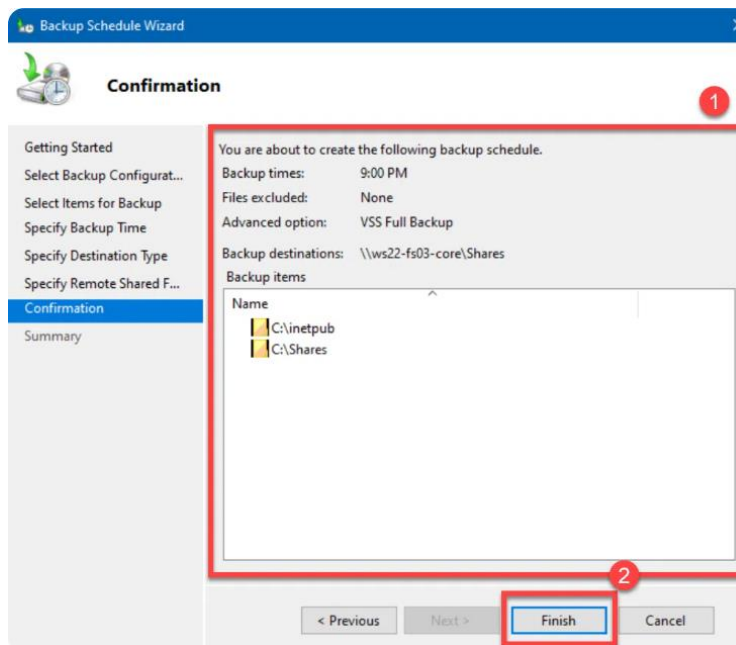 Backup Schedule Wizard
Confirmation
1
Getting Started
Select Backup Configurat...
Select Items for Backup
Specify Backup Time
Specify Destination Type
Specify Remote Shared F...
Confirmation
Summary
You are about to create the following backup schedule.
Backup times: 9:00 PM
Files excluded: None
Advanced option: VSS Full Backup
Backup destinations: \\ws22-fs03-core\Shares
Backup items
Name
C:\inetpub
C:\Shares
2
< Previous Next > Finish Cancel